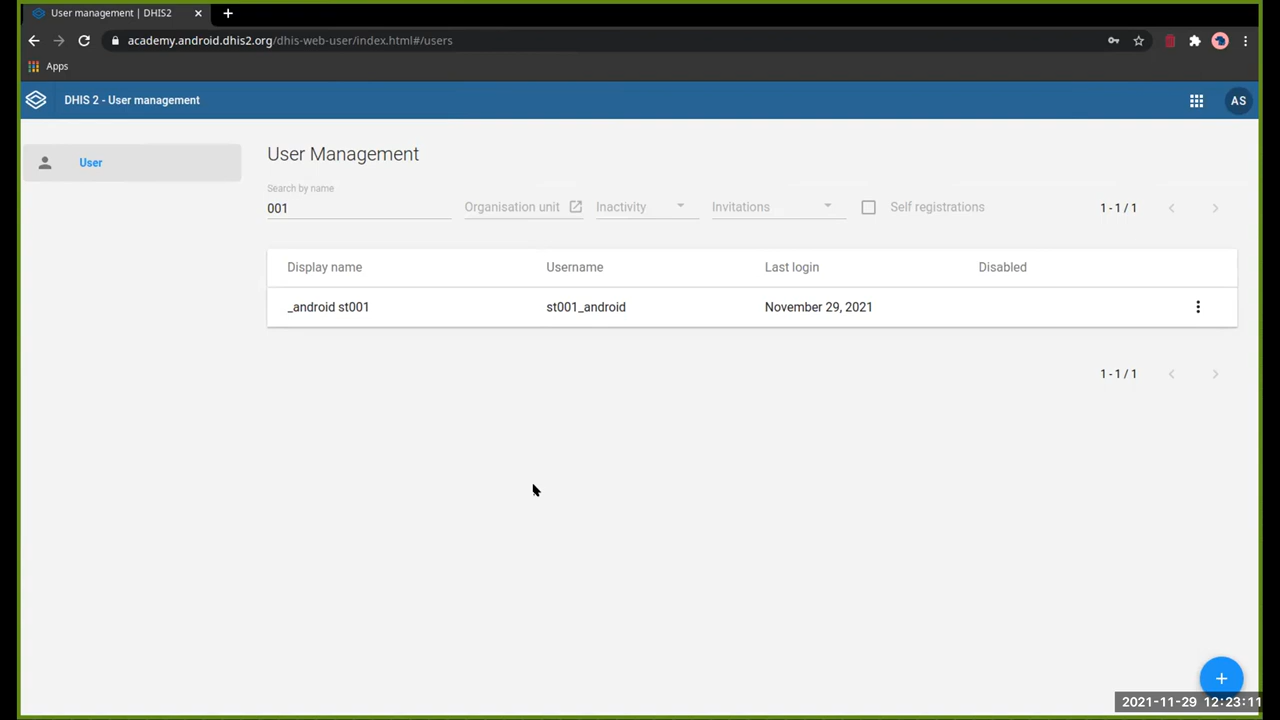 User management | DHIS2
academy.android.dhis2.org/dhis-web-user/index.html#/users
Apps
DHIS 2 - User management
AS
User
User Management
Search by name
001
Organisation unit
Inactivity
Invitations
Self registrations
1 - 1 / 1
Display name Username Last login Disabled
_android st001 st001_android November 29, 2021
1 - 1 / 1
2021-11-29 12:23:11